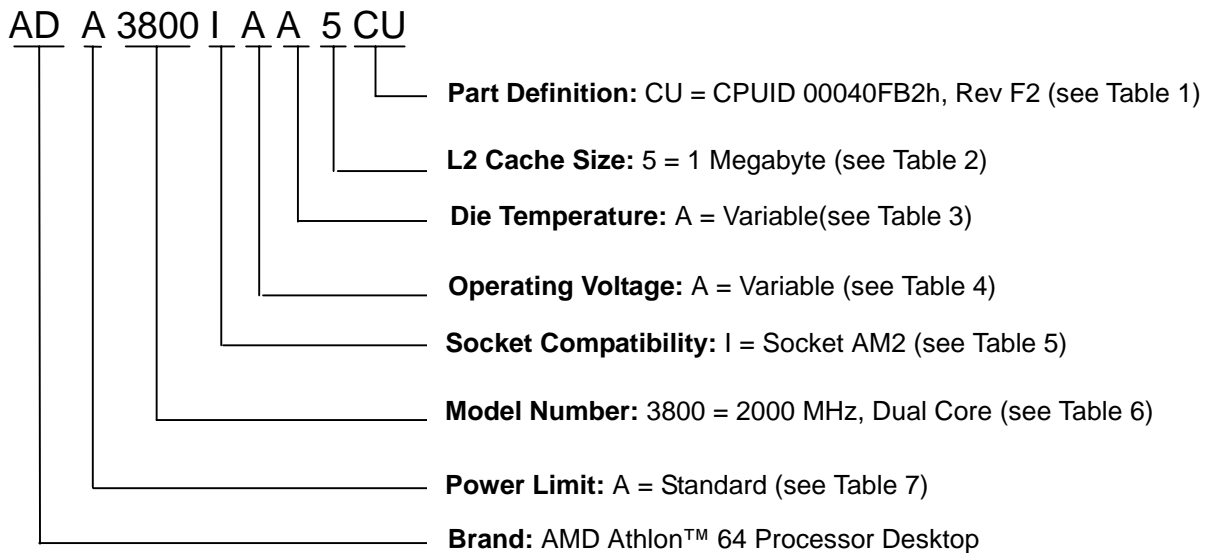 AD A 3800 I A A 5 CU
Part Definition: CU = CPUID 00040FB2h, Rev F2 (see Table 1)
L2 Cache Size: 5 = 1 Megabyte (see Table 2)
Die Temperature: A = Variable(see Table 3)
Operating Voltage: A = Variable (see Table 4)
Socket Compatibility: I = Socket AM2 (see Table 5)
Model Number: 3800 = 2000 MHz, Dual Core (see Table 6)
Power Limit: A = Standard (see Table 7)
Brand: AMD Athlon™ 64 Processor Desktop